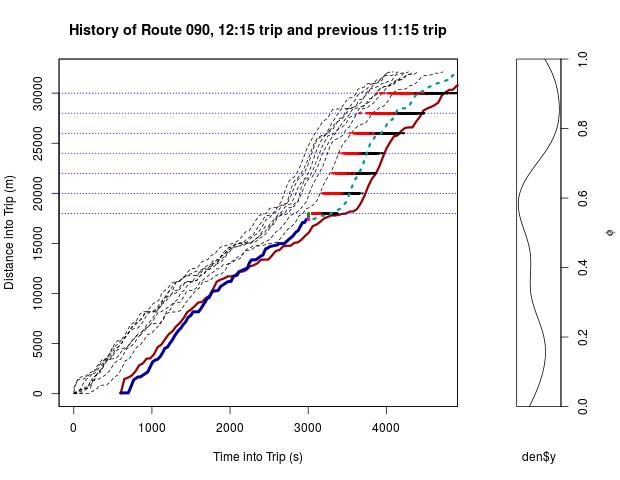 History of Route 090, 12:15 trip and previous 11:15 trip
Distance Into Trip (m)
30000
25000
20000
15000
10000
5000
0
0 1000 2000 3000 4000
Time into Trip (s)
1.0
0.8
0.6
0.4
0.2
0.0
ϕ
den$y